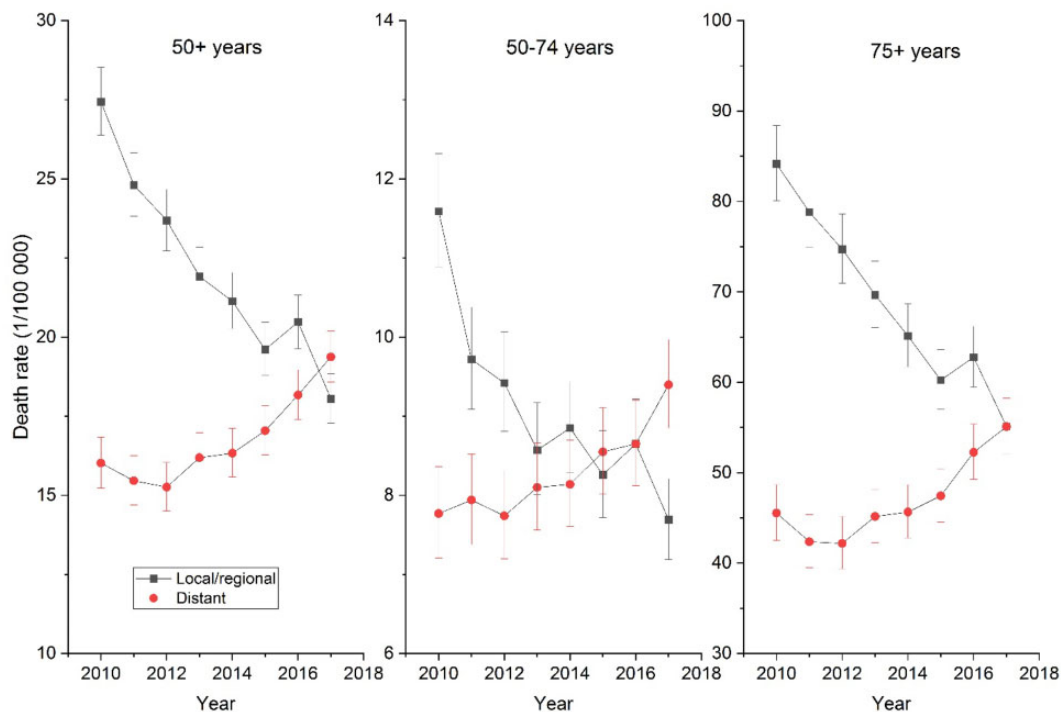 50+ years
50-74 years
75+ years
30
25
20
15
10
14
12
10
8
6
100
90
80
70
60
50
40
30
Death rate (1/100 000)
Local/regional
Distant
2010 2012 2014 2016 2018
2010 2012 2014 2016 2018
2010 2012 2014 2016 2018
Year
Year
Year